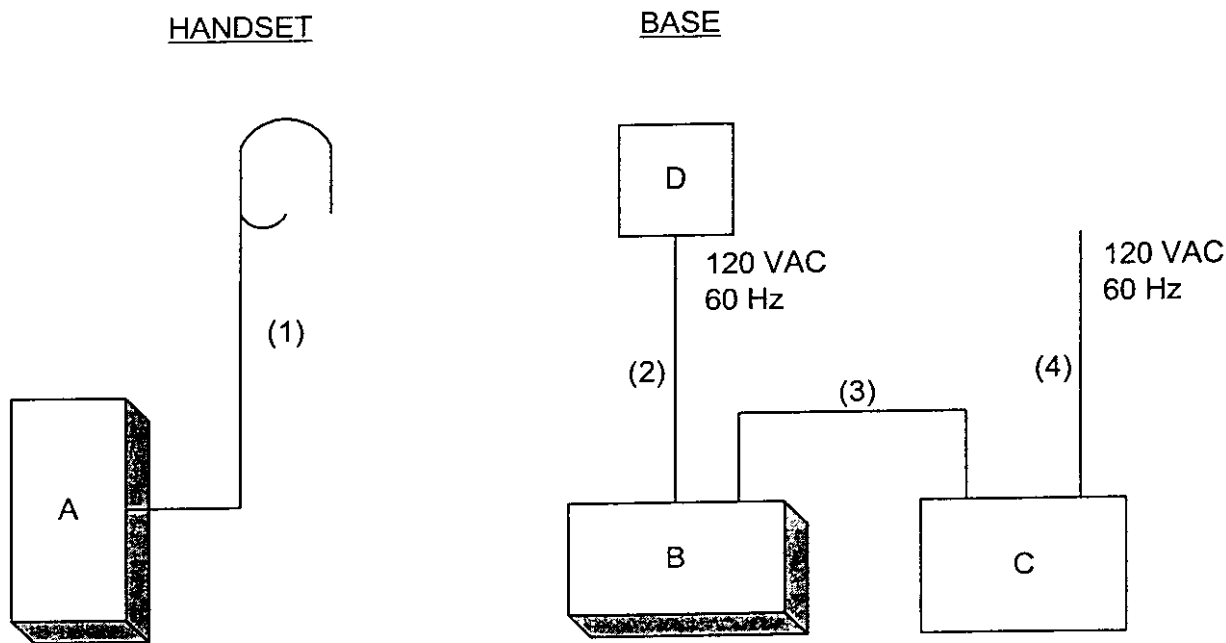 HANDSET
BASE
D
120 VAC
60 Hz
120 VAC
60 Hz
(1)
(2)
(3)
(4)
A
B
C